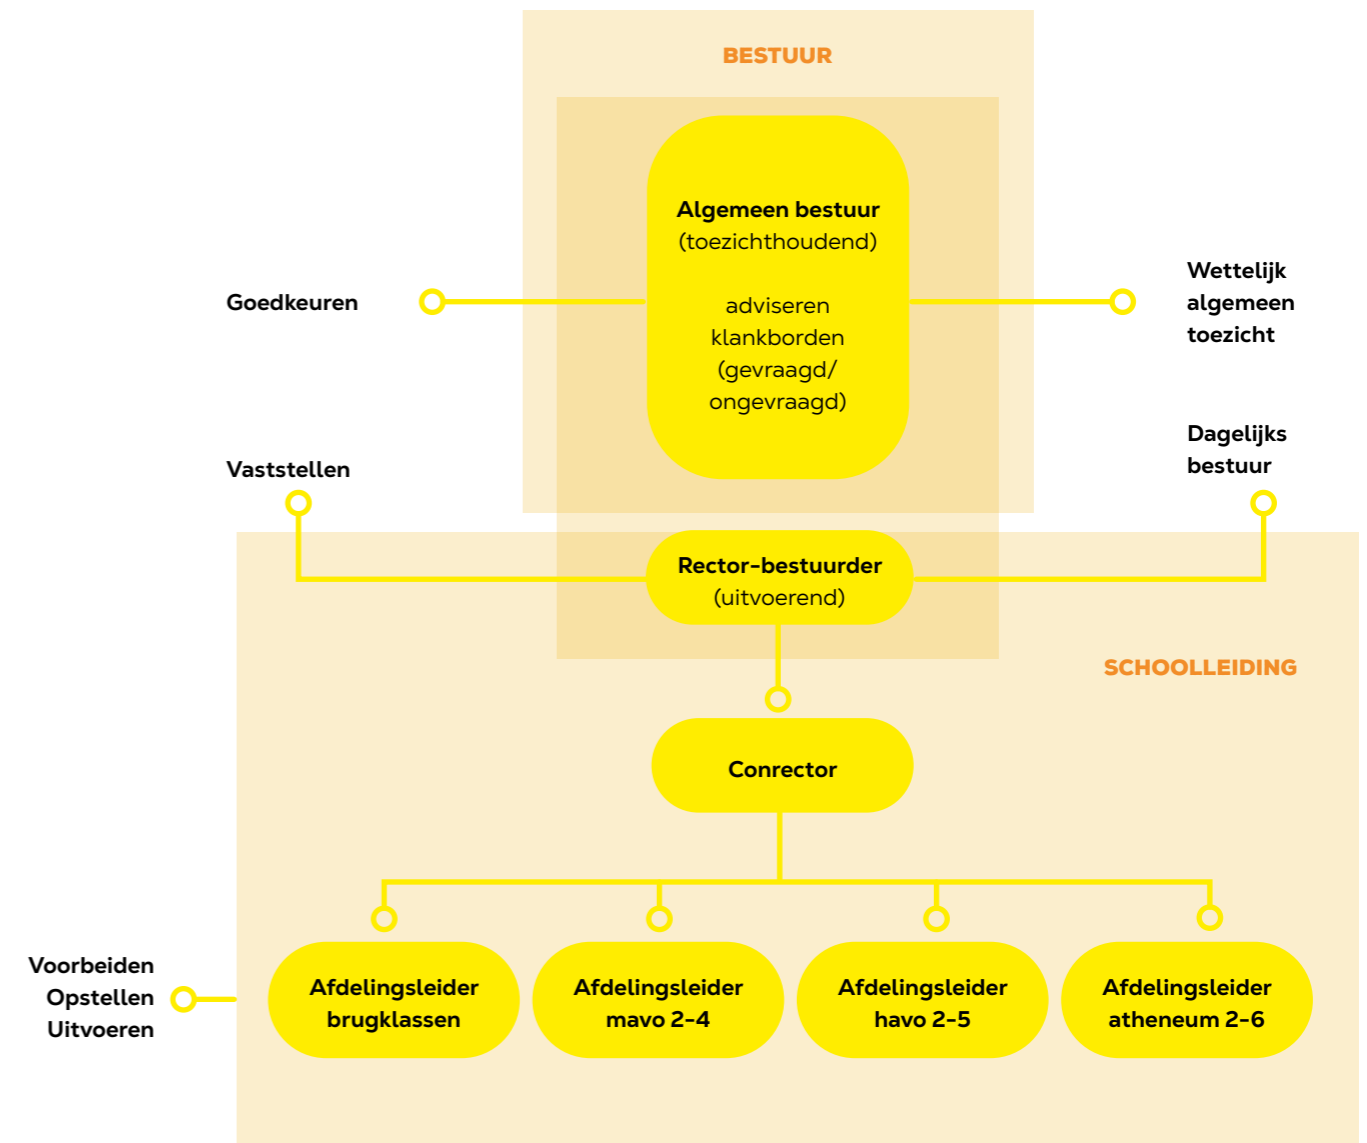 BESTUUR
Algemeen bestuur
(toezichthoudend)
adviseren
klankborden
(gevraagd/
ongevraagd)
Goedkeuren
Wettelijk
algemeen
toezicht
Vaststellen
Dagelijks
bestuur
Rector-bestuurder
(uitvoerend)
SCHOOLLEIDING
Conrector
Voorbeiden
Opstellen
Uitvoeren
Afdelingsleider
brugklassen
Afdelingsleider
mavo 2-4
Afdelingsleider
havo 2-5
Afdelingsleider
atheneum 2-6